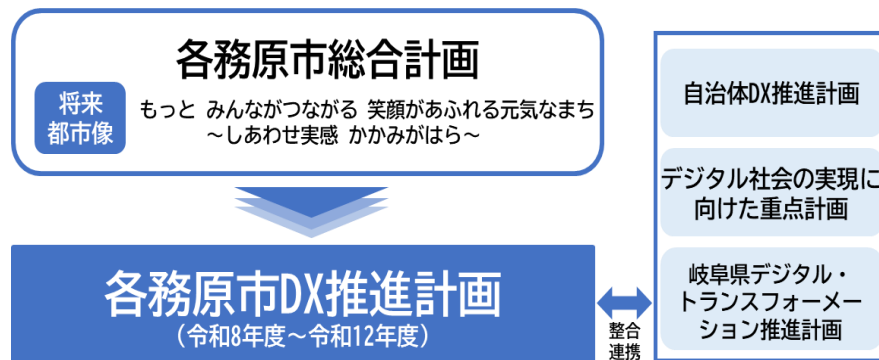 各務原市総合計画
将来
都市像
もっと みんながつながる 笑顔があふれる元気なまち
～しあわせ実感 かかみがはら～
各務原市DX推進計画
（令和8年度～令和12年度）
整合
連携
自治体DX推進計画
デジタル社会の実現に
向けた重点計画
岐阜県デジタル・
トランスフォーメー
ション推進計画